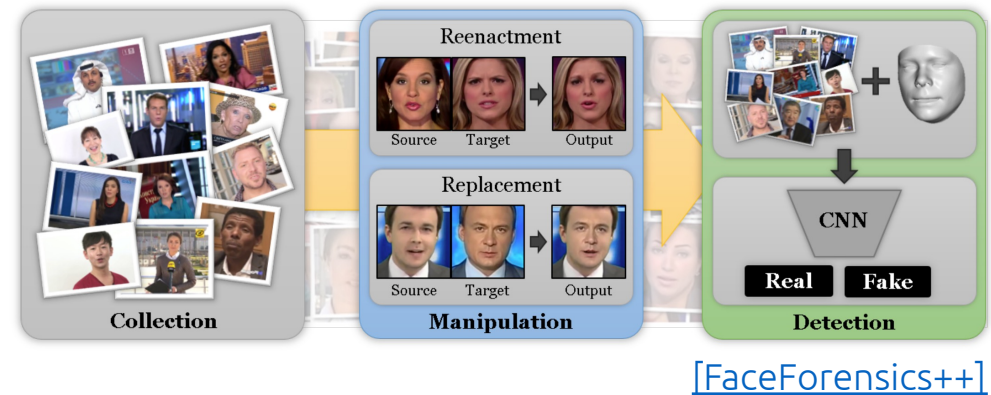 Reenactment
Source Target Output
Replacement
Source Target Output
CNN
Real Fake
Collection
Manipulation
Detection
[FaceForensics++]